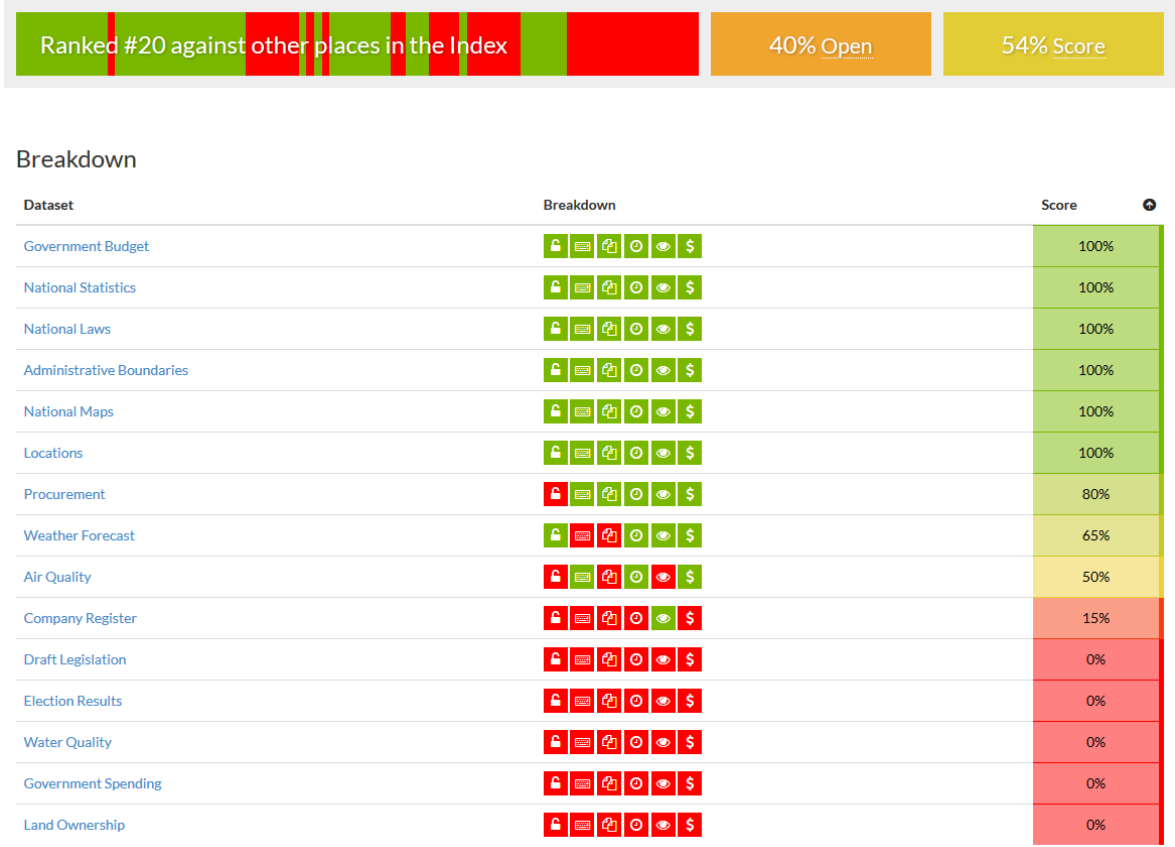 Ranked #20 against other places in the Index
40% Open
54% Score
Breakdown
Dataset Breakdown Score
Government Budget $ 100%
National Statistics $ 100%
National Laws $ 100%
Administrative Boundaries $ 100%
National Maps $ 100%
Locations $ 100%
Procurement $ 80%
Weather Forecast $ 65%
Air Quality $ 50%
Company Register $ 15%
Draft Legislation $ 0%
Election Results $ 0%
Water Quality $ 0%
Government Spending $ 0%
Land Ownership $ 0%